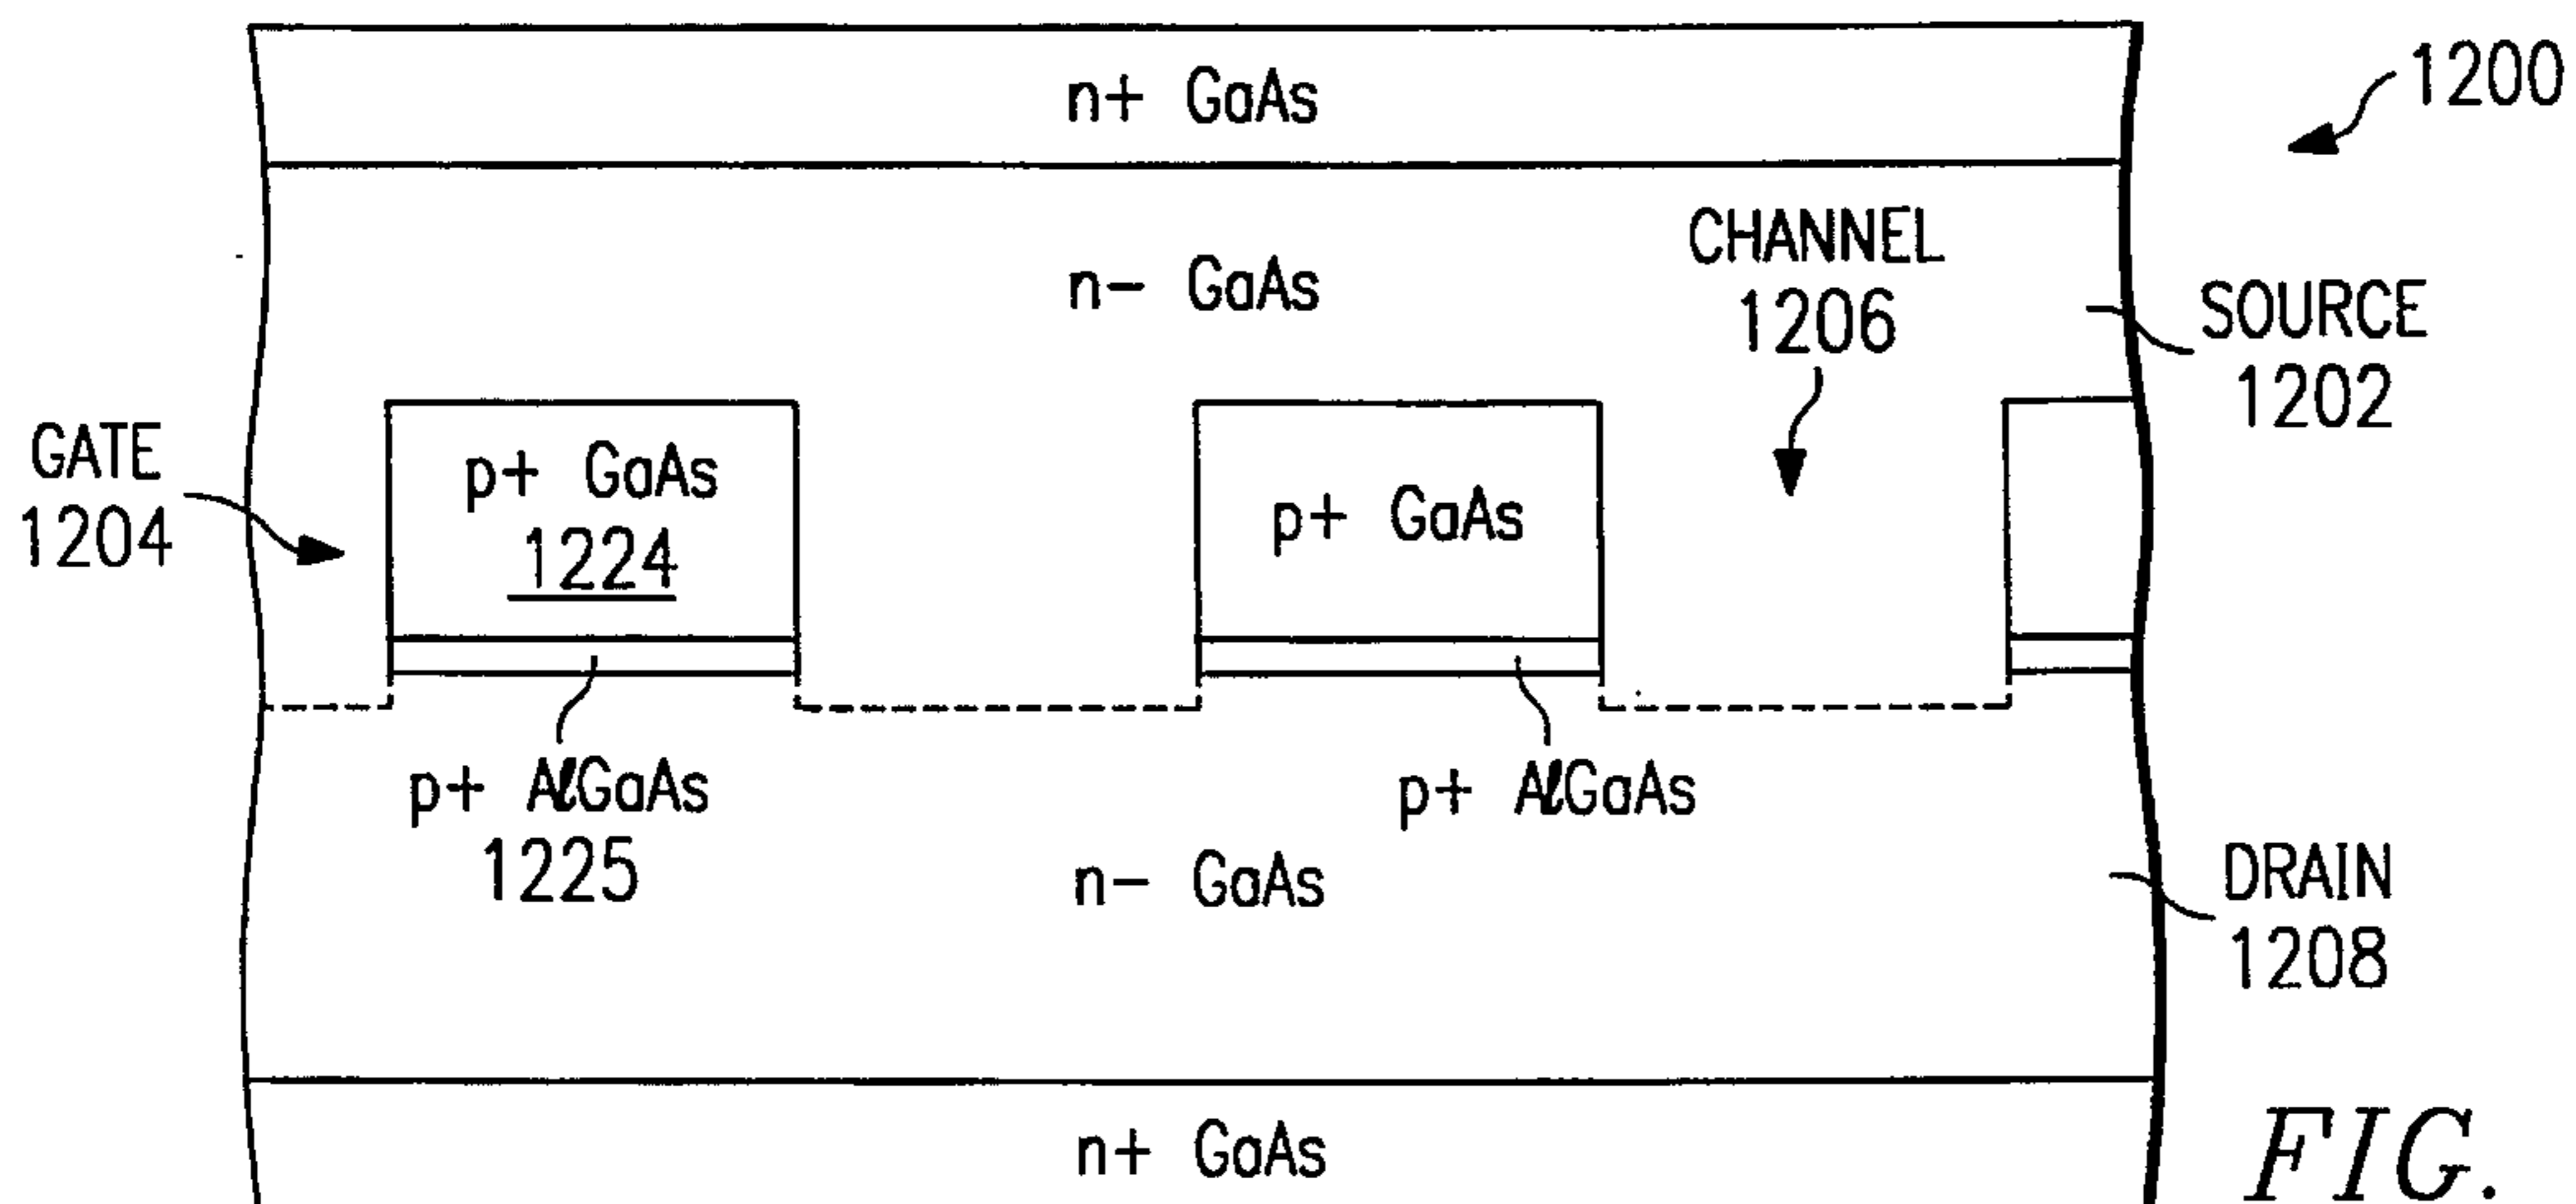 n+ GaAs
1200
n- GaAs
CHANNEL
1206
SOURCE
1202
GATE
1204
p+ GaAs
1224
p+ GaAs
p+ AlGaAs
1225
p+ AlGaAs
n- GaAs
DRAIN
1208
n+ GaAs
FIG.